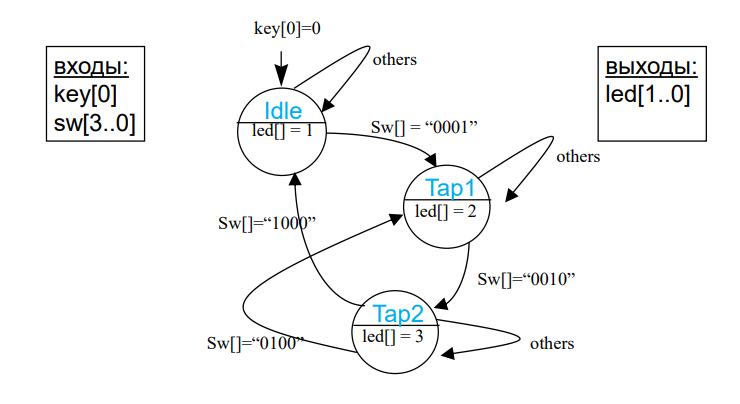 key[0]=0
входы:
key[0]
sw[3..0]
others
выходы:
led[1..0]
Idle
led[] = 1
Sw[] = “0001”
others
Tap1
led[] = 2
Sw[]=“1000”
Sw[]=“0010”
Tap2
led[] = 3
Sw[]=“0100”
others